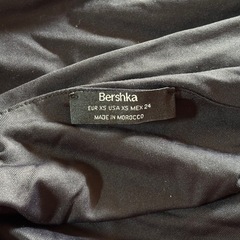 Bershka
EUR XS USA XS MEX 24
MADE IN MOROCCO